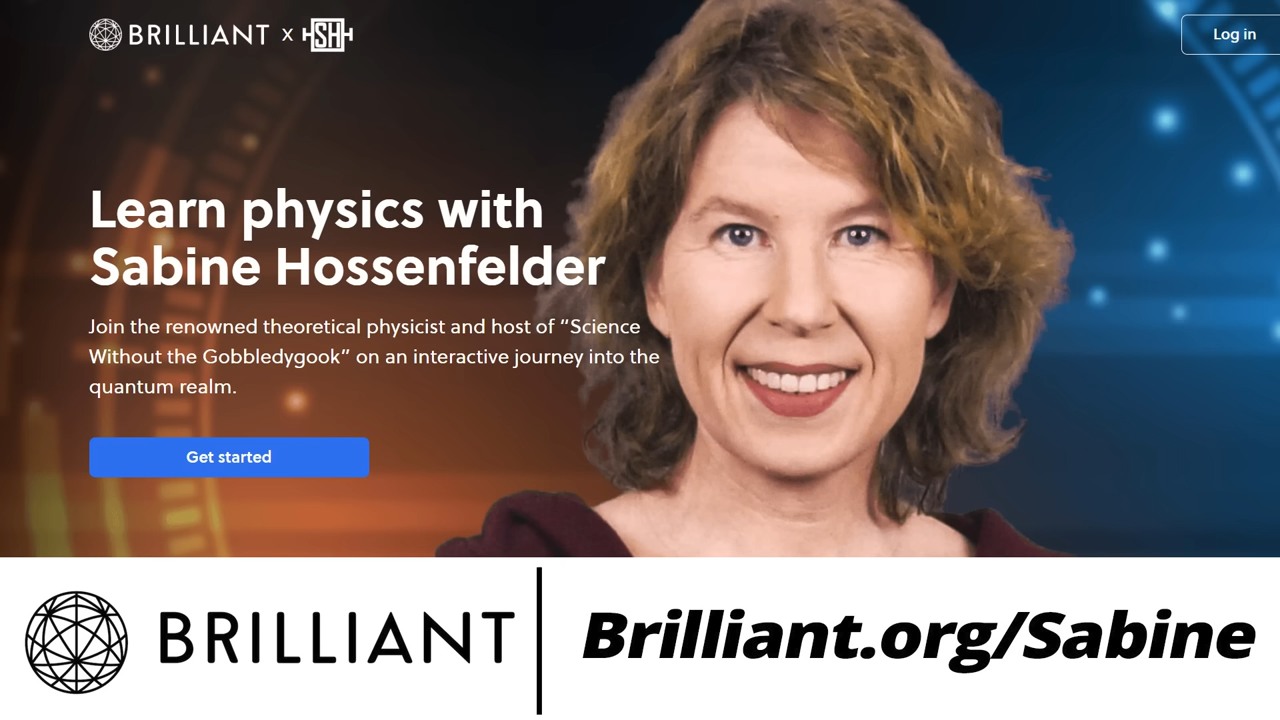 BRILLIANT x SH
Log in
Learn physics with
Sabine Hossenfelder
Join the renowned theoretical physicist and host of “Science
Without the Gobbledygook” on an interactive journey into the
quantum realm.
Get started
BRILLIANT
Brilliant.org/Sabine